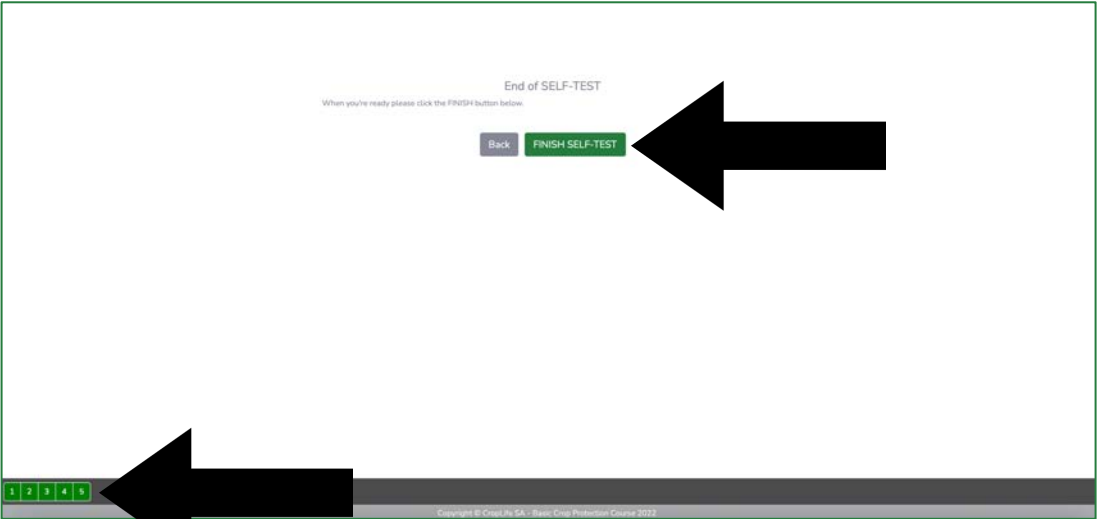 End of SELF-TEST
When you're ready please click the FINISH button below.
Back FINISH SELF-TEST
1 2 3 4 5
Copyright © CropLife SA - Basic Crop Protection Course 2022